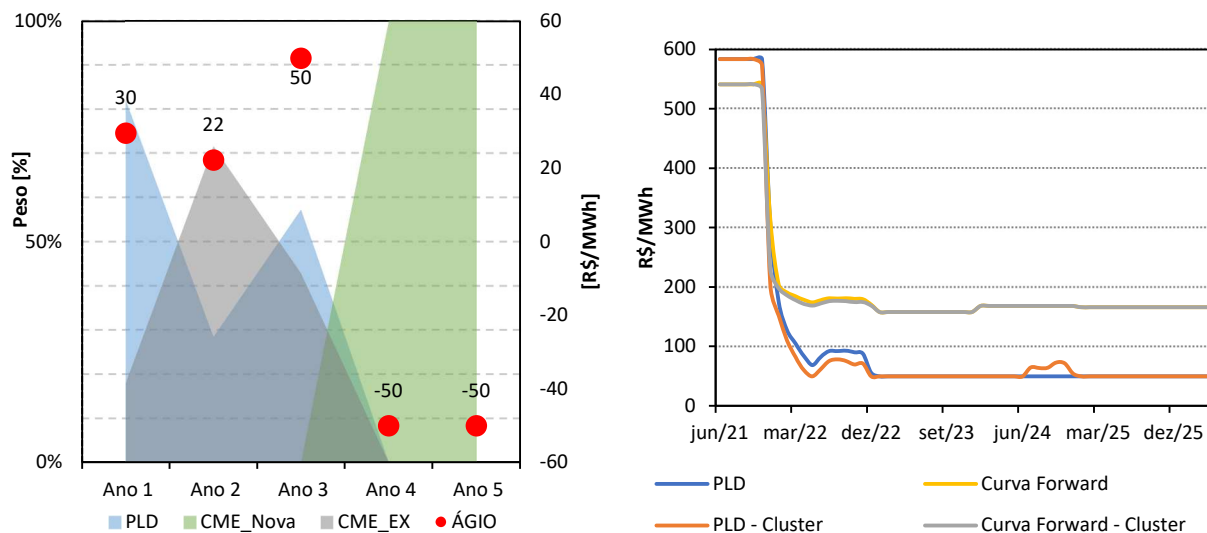 100%
50%
0%
Peso [%]
30
22
50
-50
-50
60
40
20
0
-20
-40
-60
[R$/MWh]
Ano 1 Ano 2 Ano 3 Ano 4 Ano 5
PLD CME_Nova CME_EX ÁGIO
600
500
400
300
200
100
0
R$/MWh
jun/21 mar/22 dez/22 set/23 jun/24 mar/25 dez/25
PLD Curva Forward
PLD - Cluster Curva Forward - Cluster